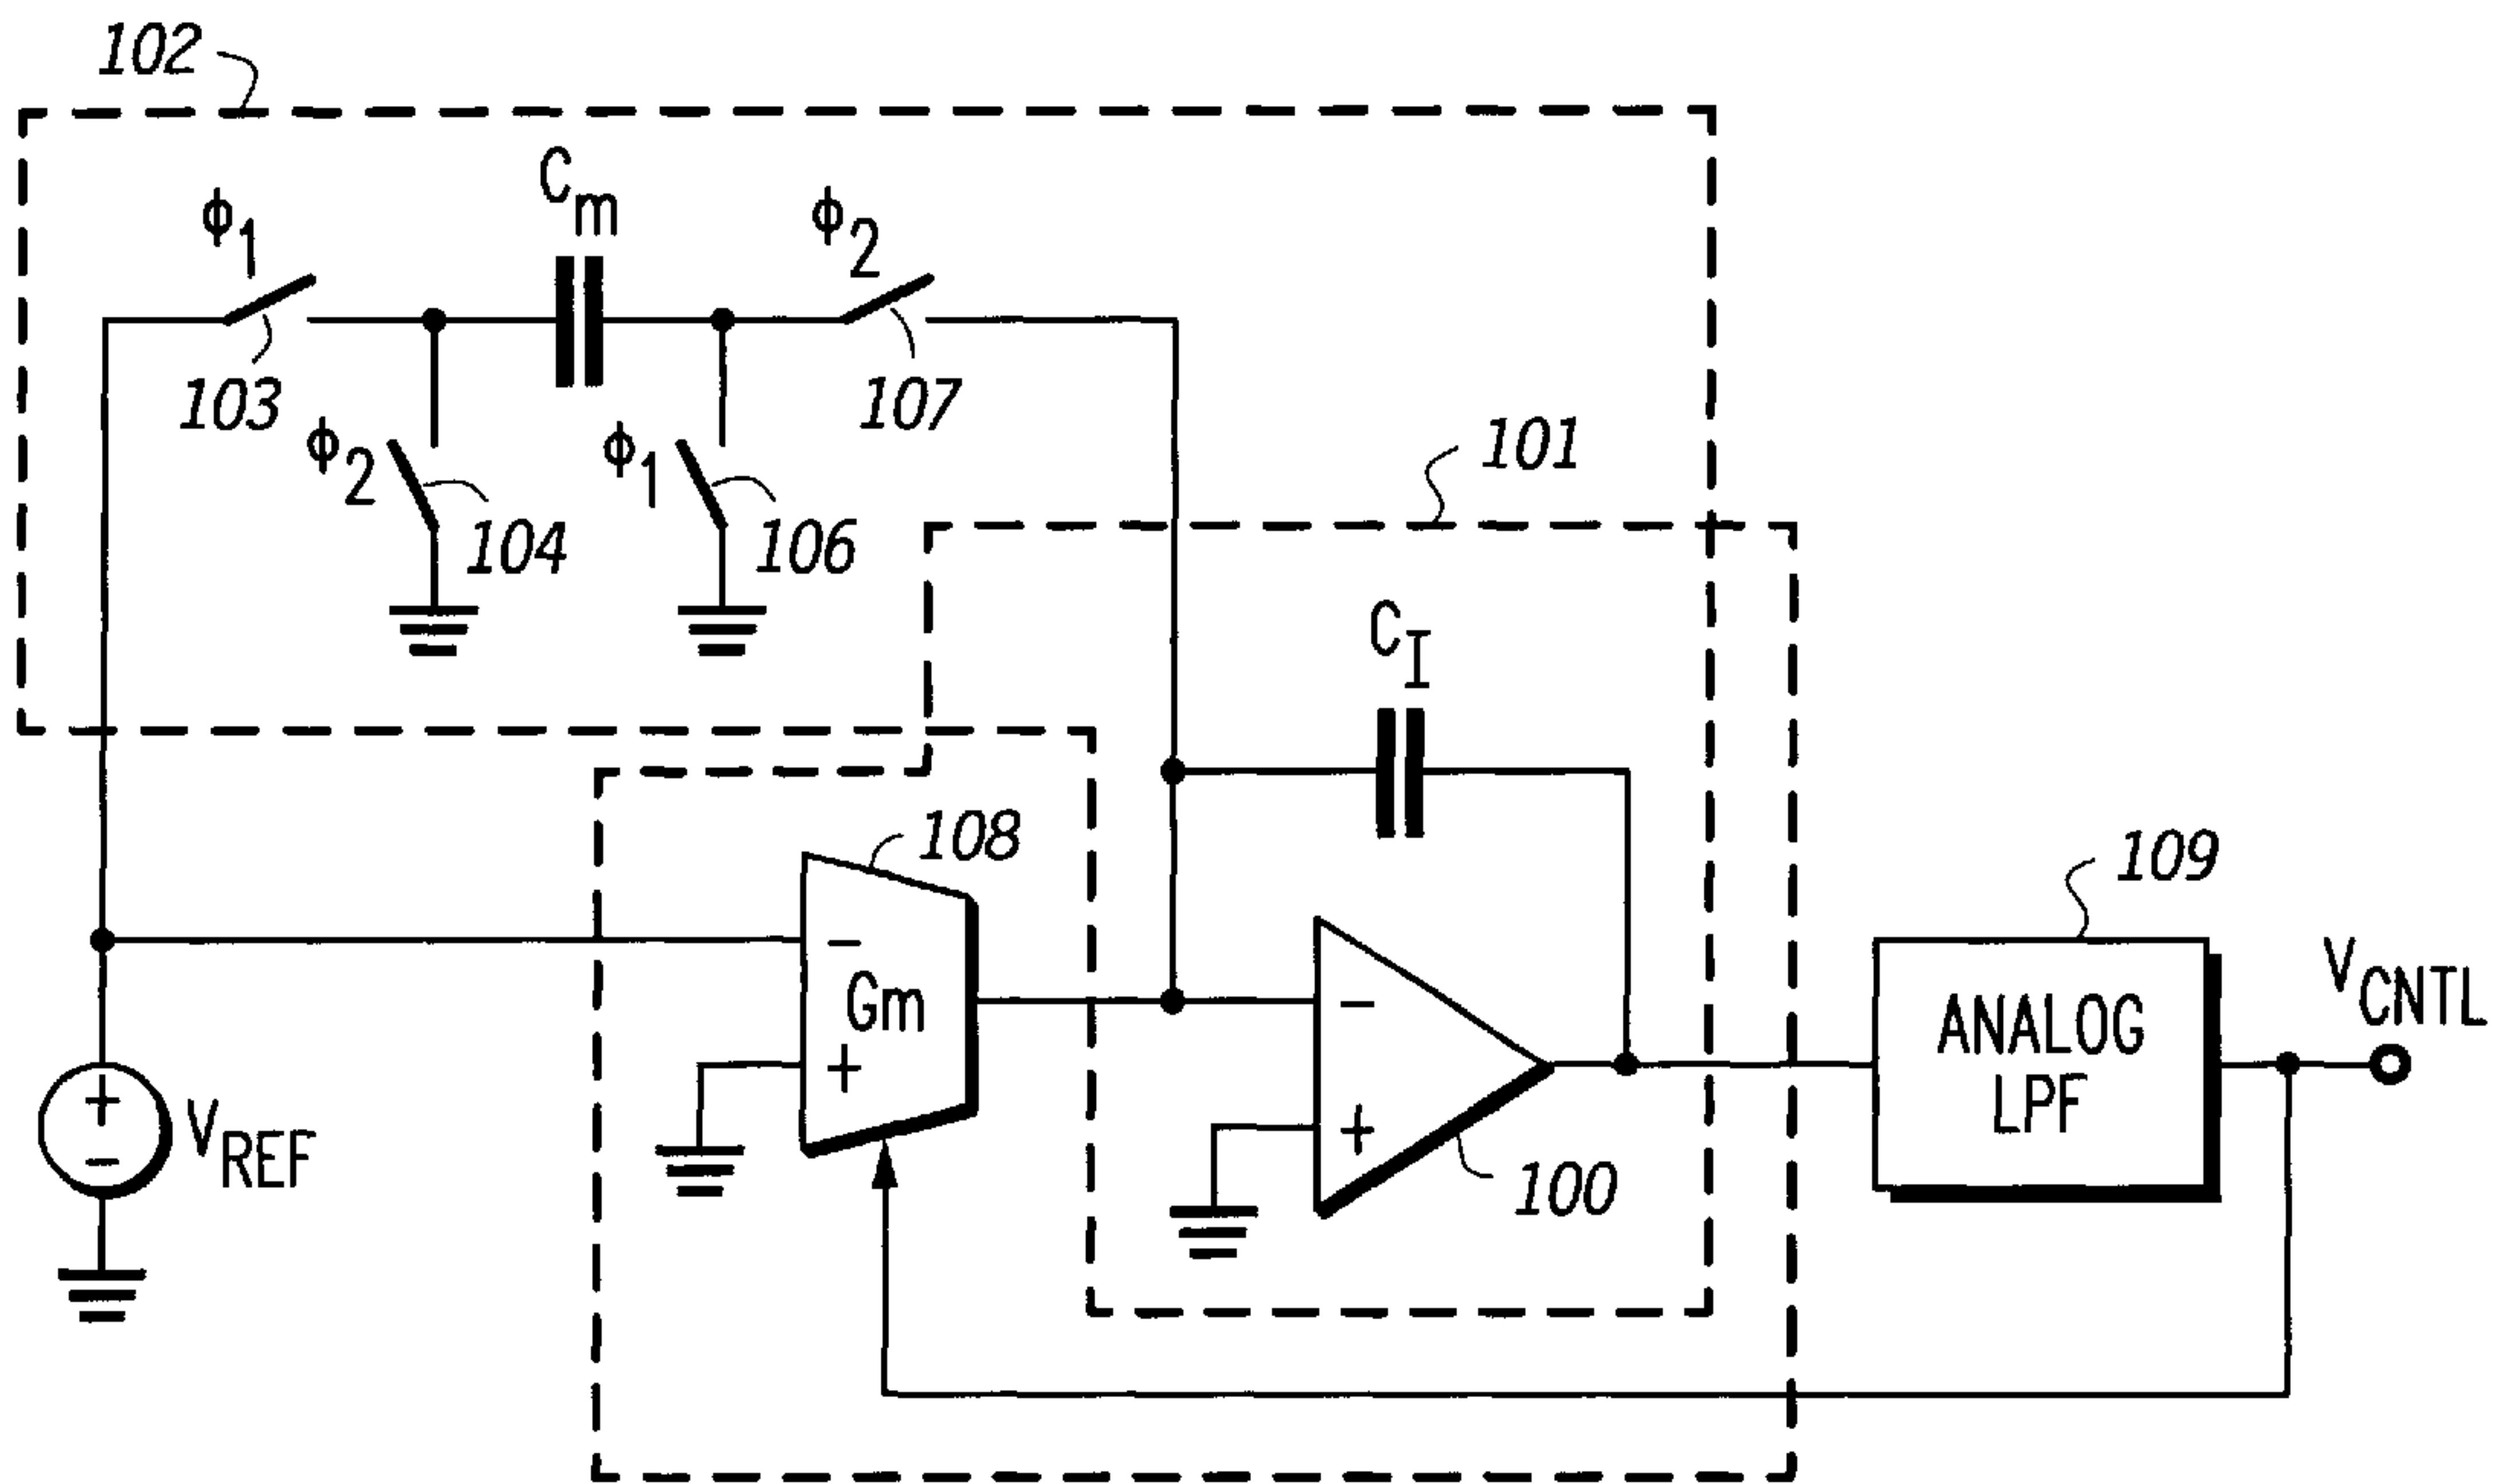 102
Cm
ϕ1
ϕ2
103
107
ϕ2
ϕ1
101
104
106
CI
108
109
−
Gm
+
−
ANALOG
LPF
VCNTL
+
−
VREF
+
100